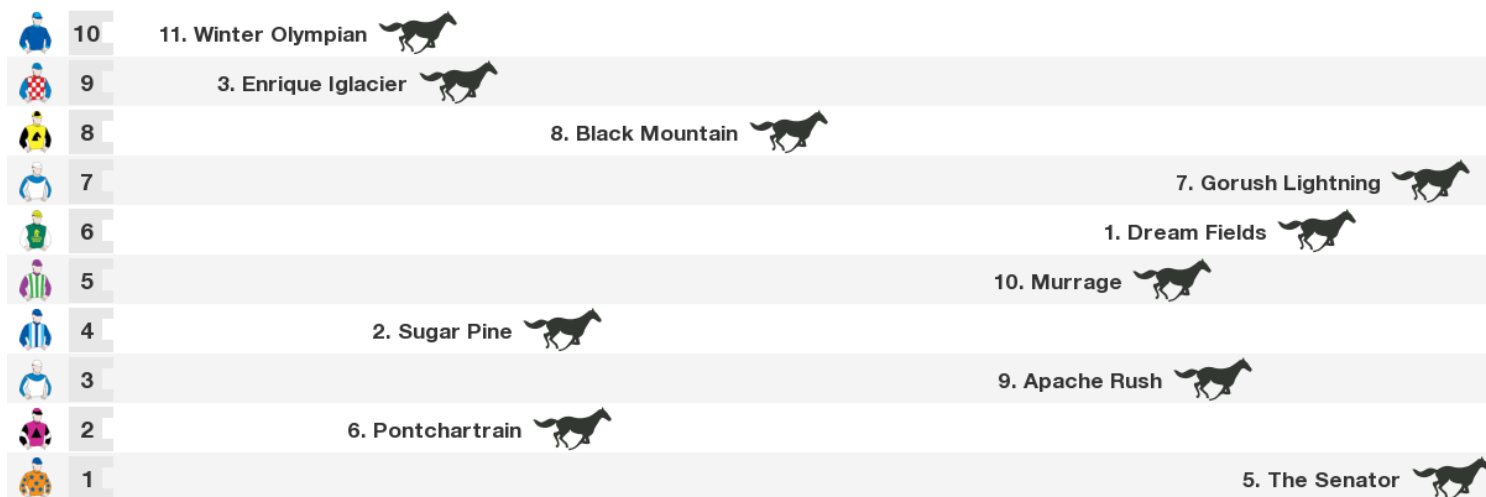 10 11. Winter Olympian
9 3. Enrique Iglacier
8 8. Black Mountain
7 7. Gorush Lightning
6 1. Dream Fields
5 10. Murrage
4 2. Sugar Pine
3 9. Apache Rush
2 6. Pontchartrain
1 5. The Senator